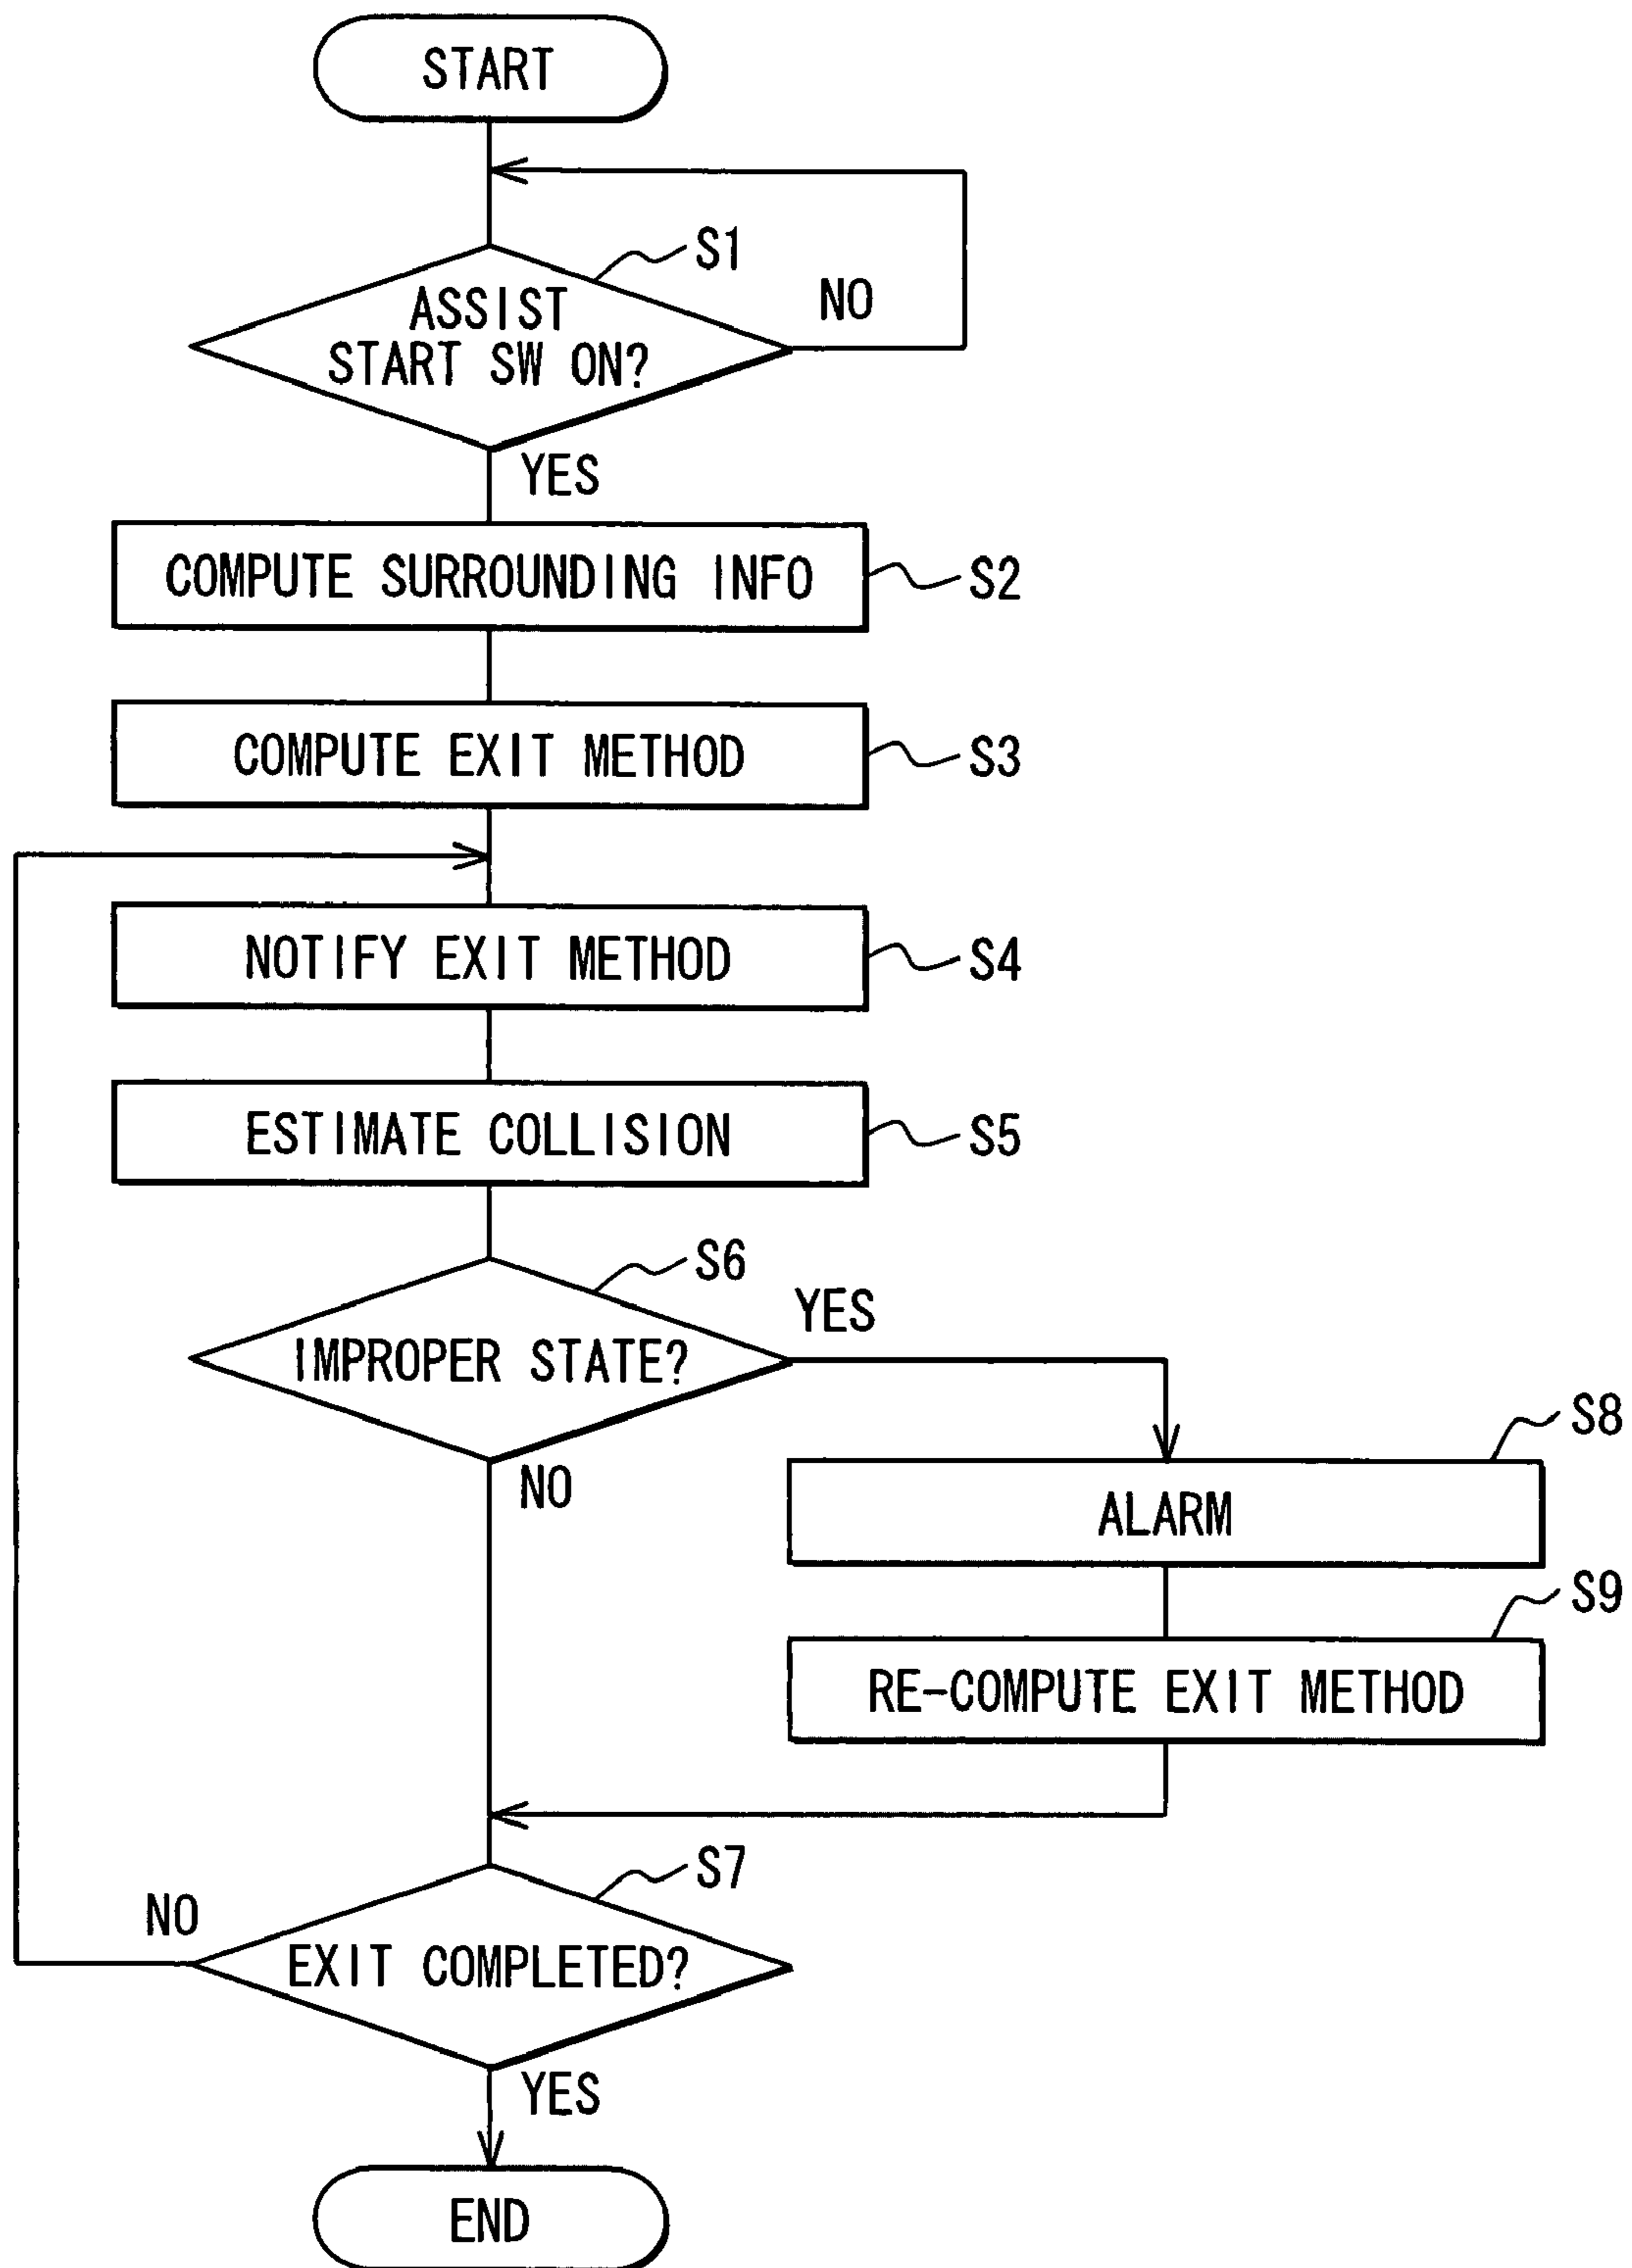 START
S1
ASSIST
START SW ON?
NO
YES
COMPUTE SURROUNDING INFO
S2
COMPUTE EXIT METHOD
S3
NOTIFY EXIT METHOD
S4
ESTIMATE COLLISION
S5
S6
IMPROPER STATE?
YES
NO
S8
ALARM
S9
RE-COMPUTE EXIT METHOD
S7
EXIT COMPLETED?
NO
YES
END